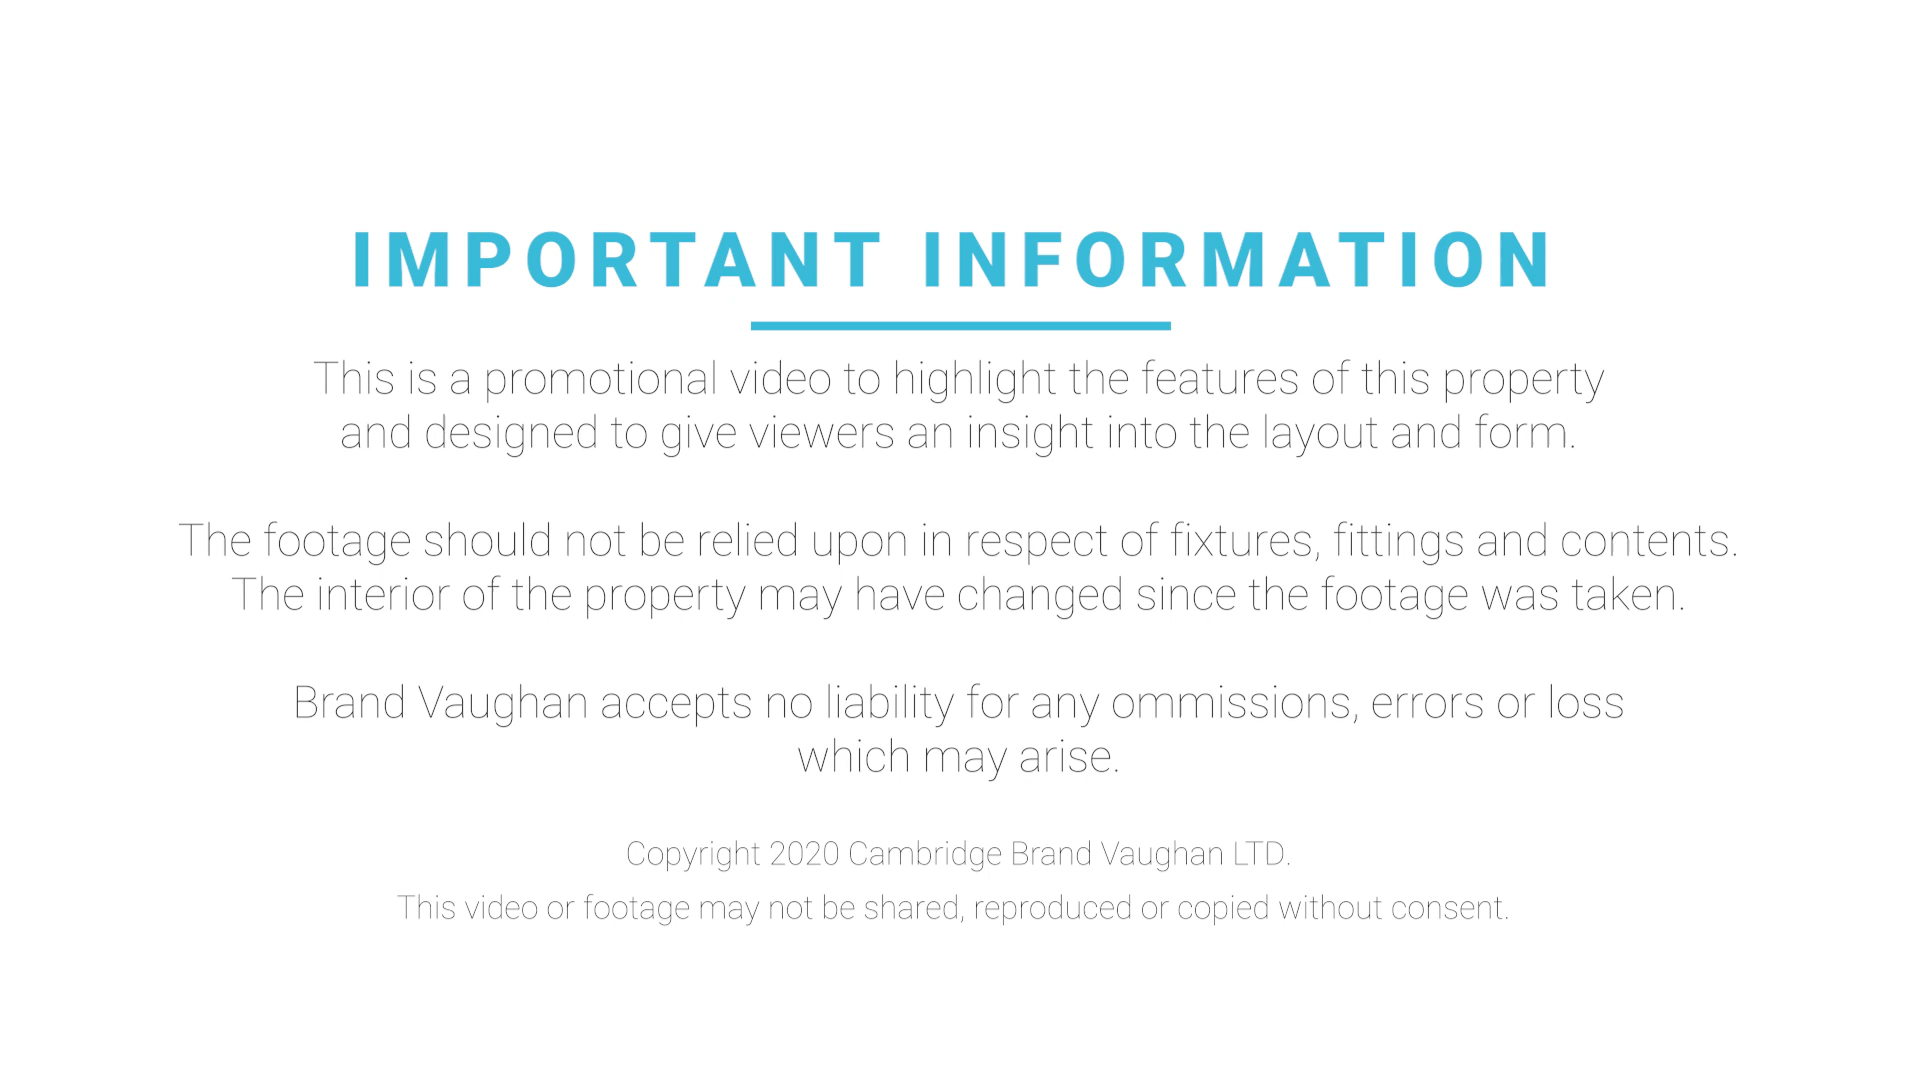 IMPORTANT INFORMATION
This is a promotional video to highlight the features of this property
and designed to give viewers an insight into the layout and form.
The footage should not be relied upon in respect of fixtures, fittings and contents.
The interior of the property may have changed since the footage was taken.
Brand Vaughan accepts no liability for any ommissions, errors or loss
which may arise.
Copyright 2020 Cambridge Brand Vaughan LTD.
This video or footage may not be shared, reproduced or copied without consent.